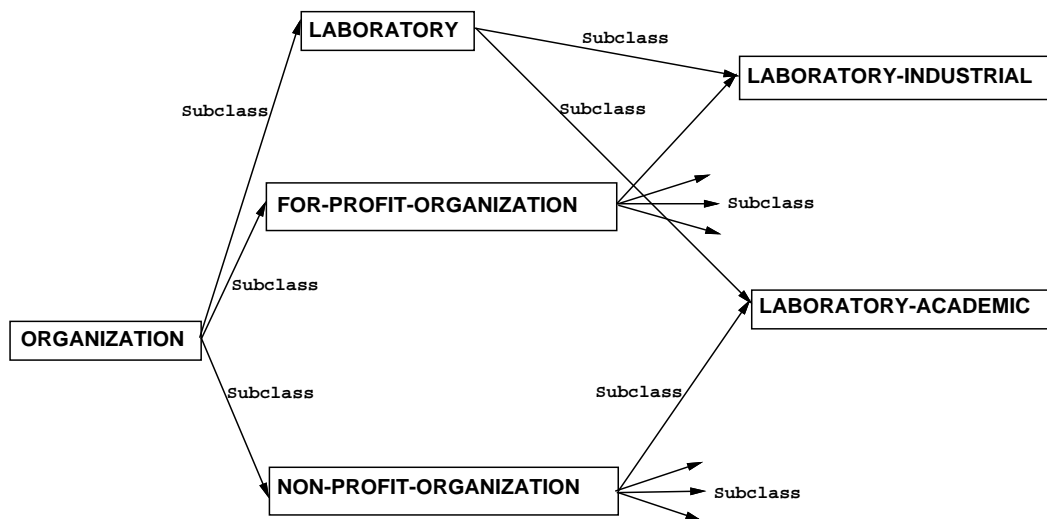 LABORATORY
Subclass
LABORATORY-INDUSTRIAL
Subclass
Subclass
FOR-PROFIT-ORGANIZATION
Subclass
Subclass
LABORATORY-ACADEMIC
ORGANIZATION
Subclass
Subclass
NON-PROFIT-ORGANIZATION
Subclass